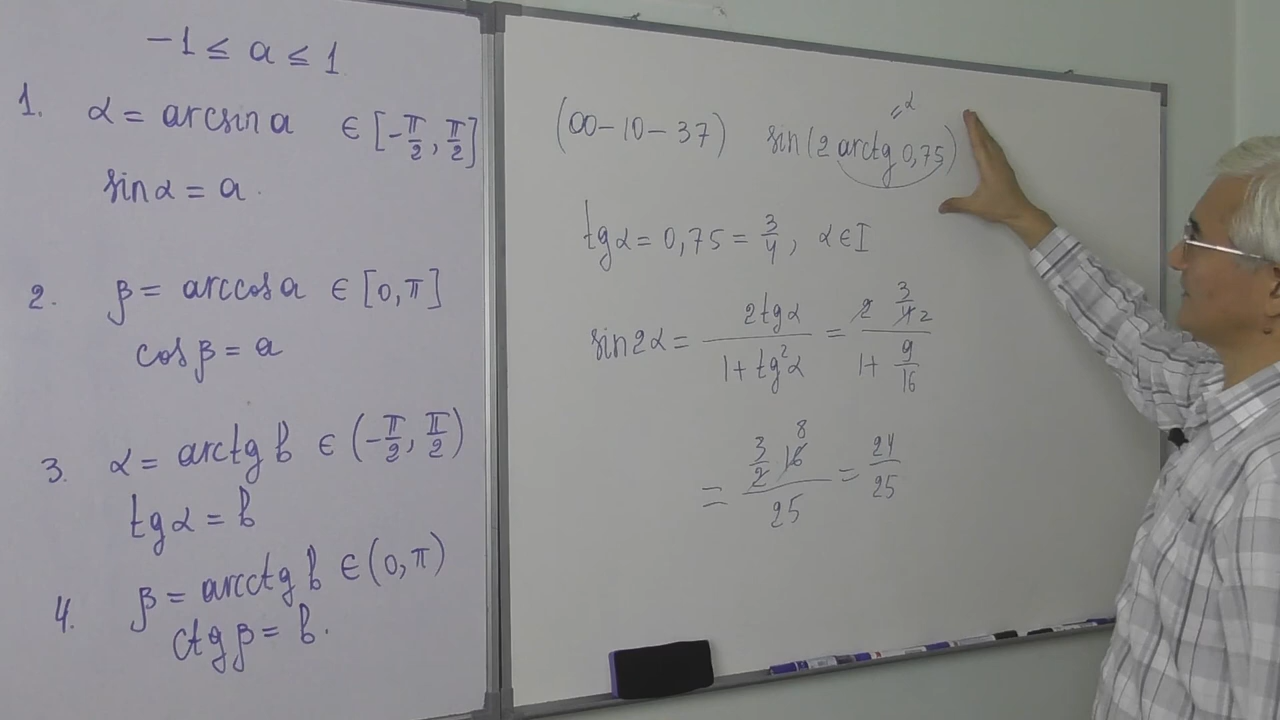 -1 ≤ a ≤ 1
1. α = arcsin a ∈ [-π/2, π/2]
sin α = a.
2. β = arccos a ∈ [0, π]
cos β = a
3. α = arctg b ∈ (-π/2, π/2)
tg α = b
4. β = arcctg b ∈ (0, π)
ctg β = b.
= α
(00-10-37) sin(2 arctg 0,75)
tg α = 0,75 = 3/4, α ∈ I
sin 2α = 2tg α / 1 + tg² α = 2 3/4 2 / 1 + 9/16
= 3/2 16 8 / 25 = 24/25